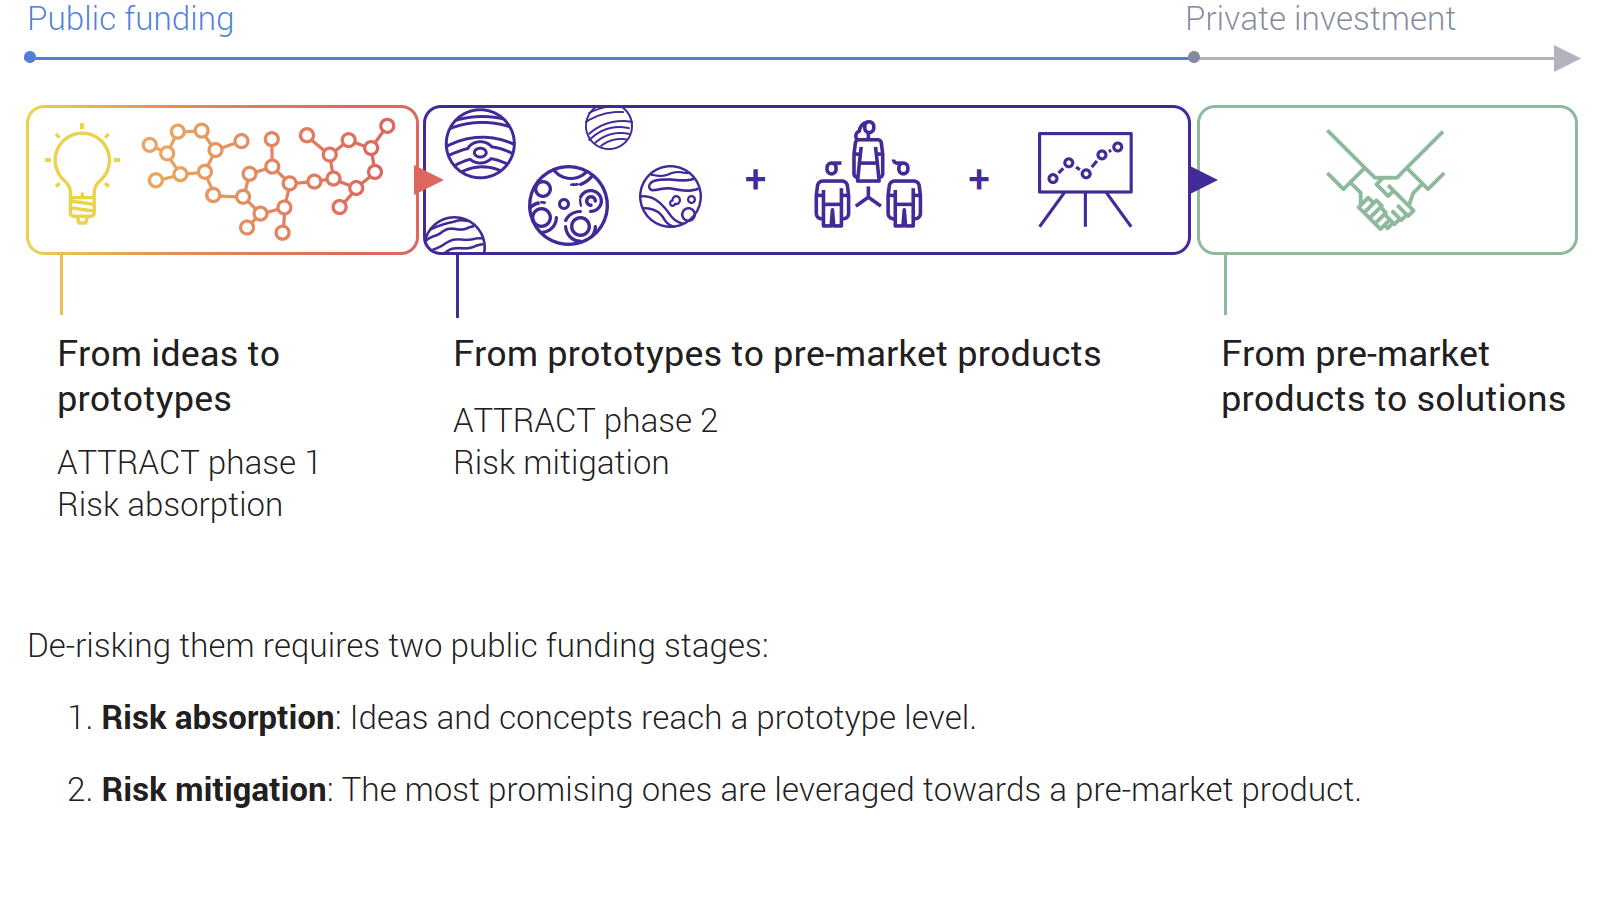 Public funding
Private investment
From ideas to
prototypes
ATTRACT phase 1
Risk absorption
From prototypes to pre-market products
ATTRACT phase 2
Risk mitigation
From pre-market
products to solutions
De-risking them requires two public funding stages:
1. Risk absorption: Ideas and concepts reach a prototype level.
2. Risk mitigation: The most promising ones are leveraged towards a pre-market product.